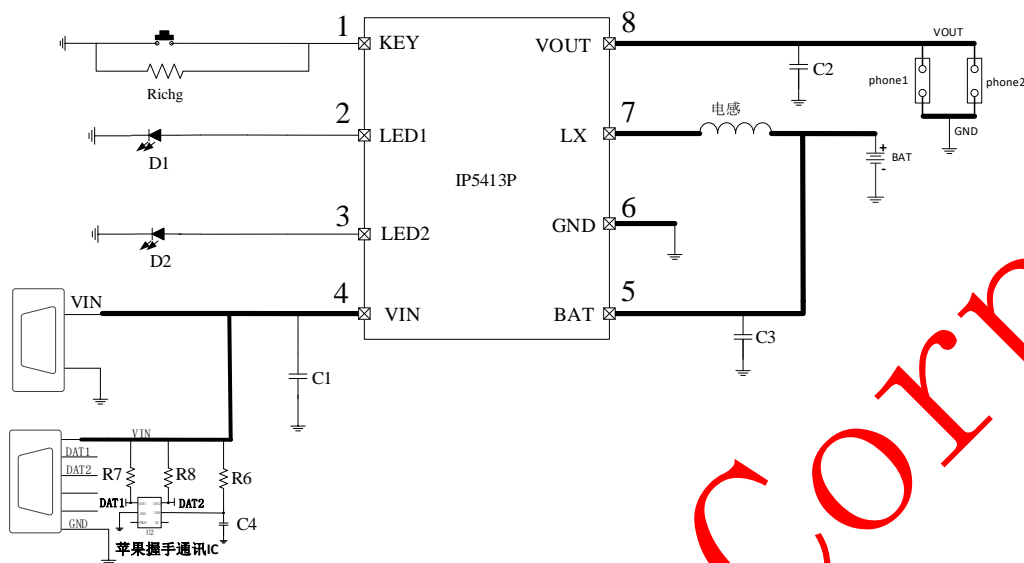 1
KEY
Richg
2
LED1
D1
3
LED2
D2
4
VIN
VIN
C1
IP5413P
8
VOUT
VOUT
C2
phone1
phone2
GND
7
LX
电感
+
BAT
-
6
GND
5
BAT
C3
VIN
DAT1
DAT2
GND
R7
R8
R6
DAT1
DAT2
C4
U2
苹果握手通讯IC
Corp